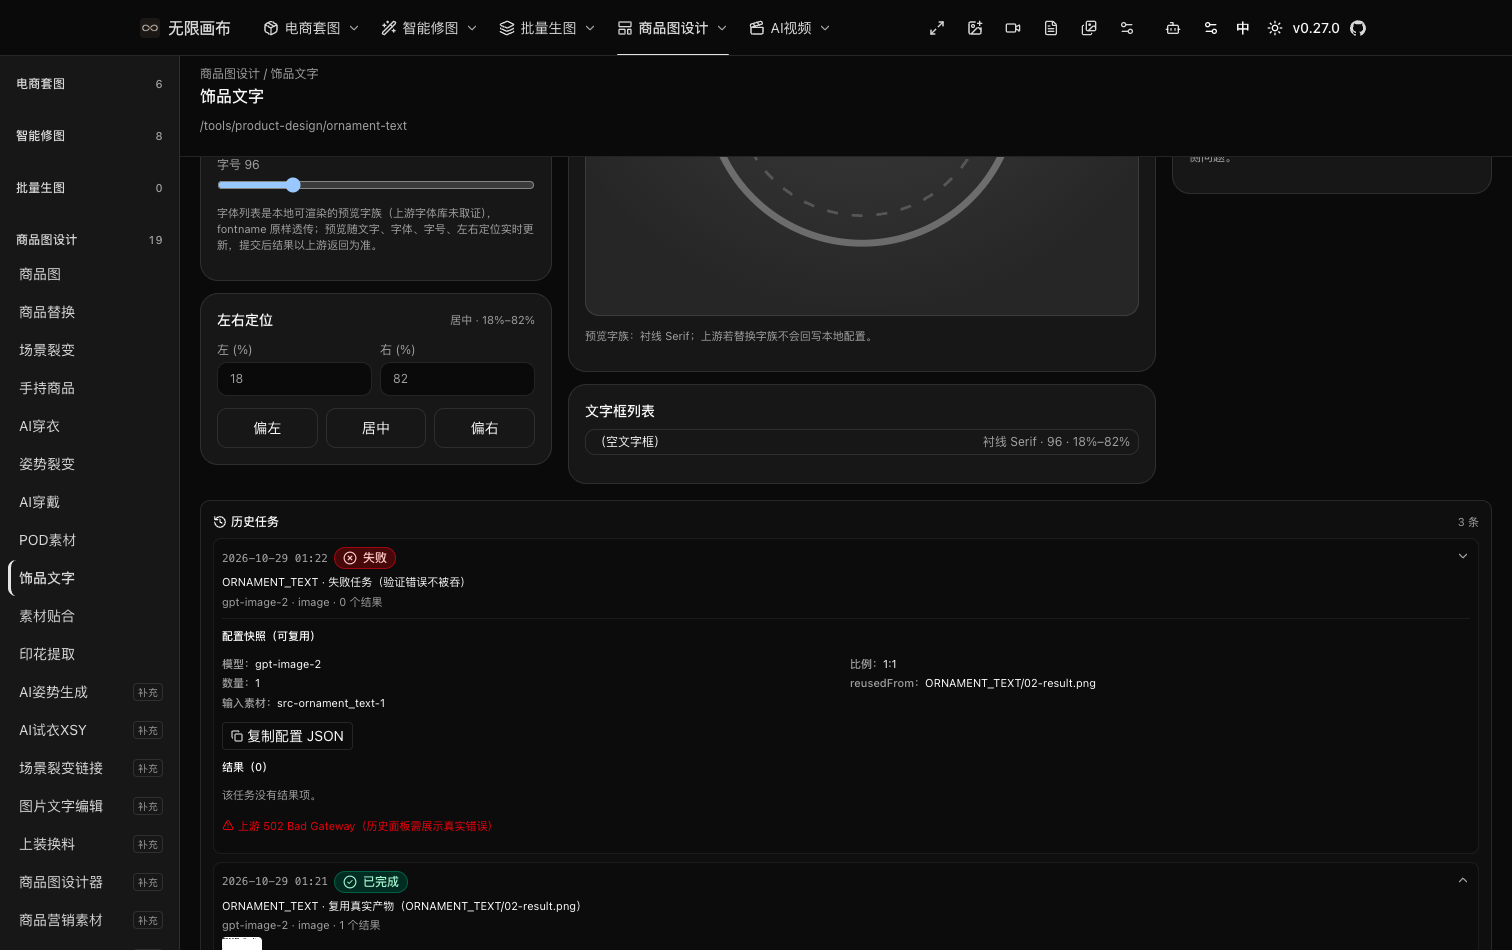 无限画布
电商套图
智能修图
批量生图
商品图设计
AI视频
中
v0.27.0
电商套图 6
智能修图 8
批量生图 0
商品图设计 19
商品图
商品替换
场景裂变
手持商品
AI穿衣
姿势裂变
AI穿戴
POD素材
饰品文字
素材贴合
印花提取
AI姿势生成 补充
AI试衣XSY 补充
场景裂变链接 补充
图片文字编辑 补充
上装换料 补充
商品图设计器 补充
商品营销素材 补充
商品图设计 / 饰品文字
饰品文字
/tools/product-design/ornament-text
字号 96
字体列表是本地可渲染的预览字族（上游字体库未取证），
fontname 原样透传；预览随文字、字体、字号、左右定位实时更
新，提交后结果以上游返回为准。
左右定位 居中 · 18%–82%
左 (%) 右 (%)
18 82
偏左 居中 偏右
预览字族：衬线 Serif；上游若替换字族不会回写本地配置。
文字框列表
（空文字框） 衬线 Serif · 96 · 18%–82%
历史任务 3 条
2026-10-29 01:22 失败
ORNAMENT_TEXT · 失败任务（验证错误不被吞）
gpt-image-2 · image · 0 个结果
配置快照（可复用）
模型：gpt-image-2 比例：1:1
数量：1 reusedFrom：ORNAMENT_TEXT/02-result.png
输入素材：src-ornament_text-1
复制配置 JSON
结果（0）
该任务没有结果项。
上游 502 Bad Gateway（历史面板需展示真实错误）
2026-10-29 01:21 已完成
ORNAMENT_TEXT · 复用真实产物（ORNAMENT_TEXT/02-result.png）
gpt-image-2 · image · 1 个结果